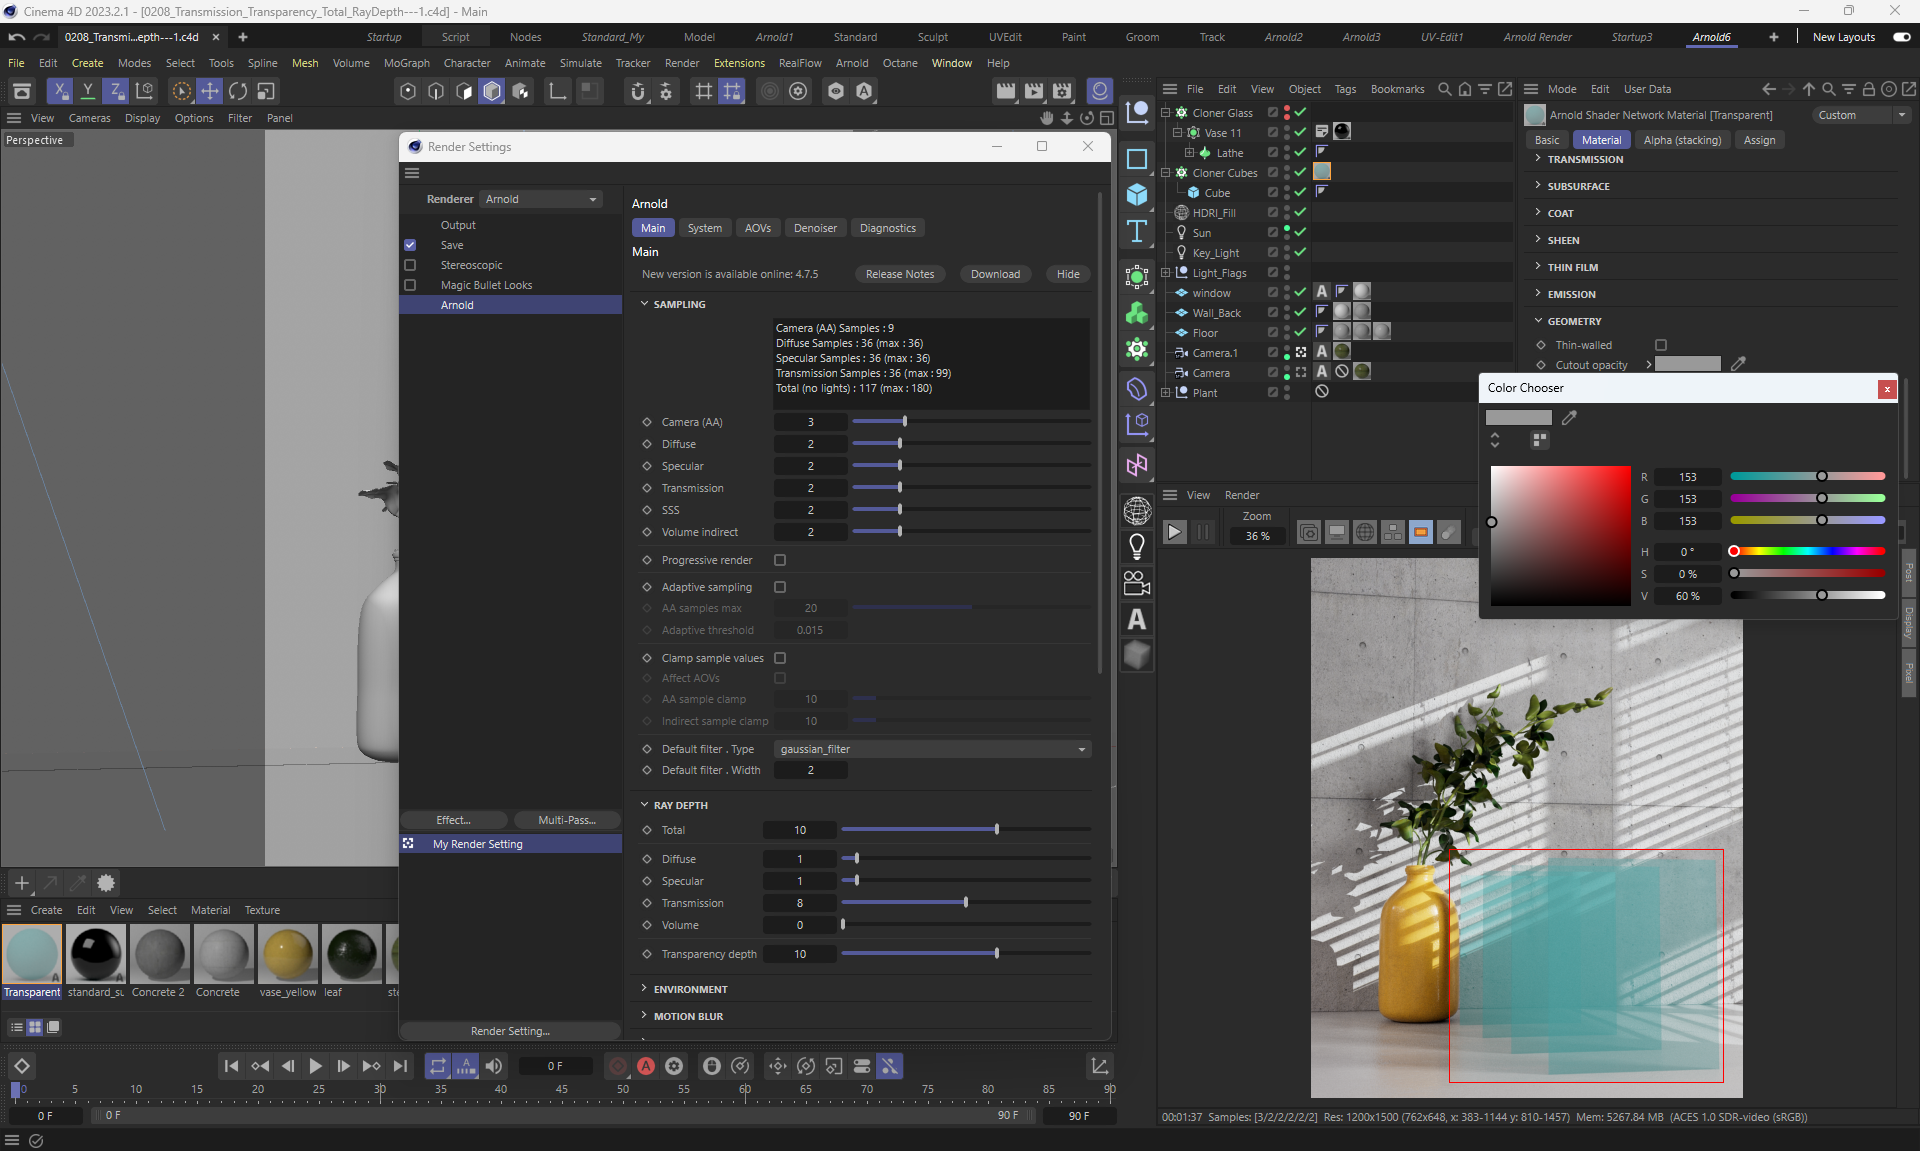 Cinema 4D 2023.2.1 - [0208_Transmission_Transparency_Total_RayDepth---1.c4d] - Main
0208_Transmi...epth---1.c4d
Startup
Script
Nodes
Standard_My
Model
Arnold1
Standard
Sculpt
UVEdit
Paint
Groom
Track
Arnold2
Arnold3
UV-Edit1
Arnold Render
Startup3
Arnold6
New Layouts
File Edit Create Modes Select Tools Spline Mesh Volume MoGraph Character Animate Simulate Tracker Render Extensions RealFlow Arnold Octane Window Help
View Cameras Display Options Filter Panel
Perspective
Render Settings
Renderer Arnold
Output
Save
Stereoscopic
Magic Bullet Looks
Arnold
Effect...
Multi-Pass...
My Render Setting
Render Setting...
Arnold
Main System AOVs Denoiser Diagnostics
Main
New version is available online: 4.7.5 Release Notes Download Hide
SAMPLING
Camera (AA) Samples : 9
Diffuse Samples : 36 (max : 36)
Specular Samples : 36 (max : 36)
Transmission Samples : 36 (max : 99)
Total (no lights) : 117 (max : 180)
Camera (AA) 3
Diffuse 2
Specular 2
Transmission 2
SSS 2
Volume indirect 2
Progressive render
Adaptive sampling
AA samples max 20
Adaptive threshold 0.015
Clamp sample values
Affect AOVs
AA sample clamp 10
Indirect sample clamp 10
Default filter . Type gaussian_filter
Default filter . Width 2
RAY DEPTH
Total 10
Diffuse 1
Specular 1
Transmission 8
Volume 0
Transparency depth 10
ENVIRONMENT
MOTION BLUR
File Edit View Object Tags Bookmarks
Cloner Glass
Vase 11
Lathe
Cloner Cubes
Cube
HDRI_Fill
Sun
Key_Light
Light_Flags
window
Wall_Back
Floor
Camera.1
Camera
Plant
Mode Edit User Data
Arnold Shader Network Material [Transparent]
Custom
Basic Material Alpha (stacking) Assign
TRANSMISSION
SUBSURFACE
COAT
SHEEN
THIN FILM
EMISSION
GEOMETRY
Thin-walled
Cutout opacity
Color Chooser
x
R 153
G 153
B 153
H 0 °
S 0 %
V 60 %
View Render
Zoom
36 %
Post
Display
Pixel
00:01:37 Samples: [3/2/2/2/2/2] Res: 1200x1500 (762x648, x: 383-1144 y: 810-1457) Mem: 5267.84 MB (ACES 1.0 SDR-video (sRGB))
Create Edit View Select Material Texture
Transparent
standard_su
Concrete 2
Concrete
vase_yellow
leaf
ste
0 F
0 5 10 15 20 25 30 35 40 45 50 55 60 65 70 75 80 85 90
0 F
0 F
90 F
90 F